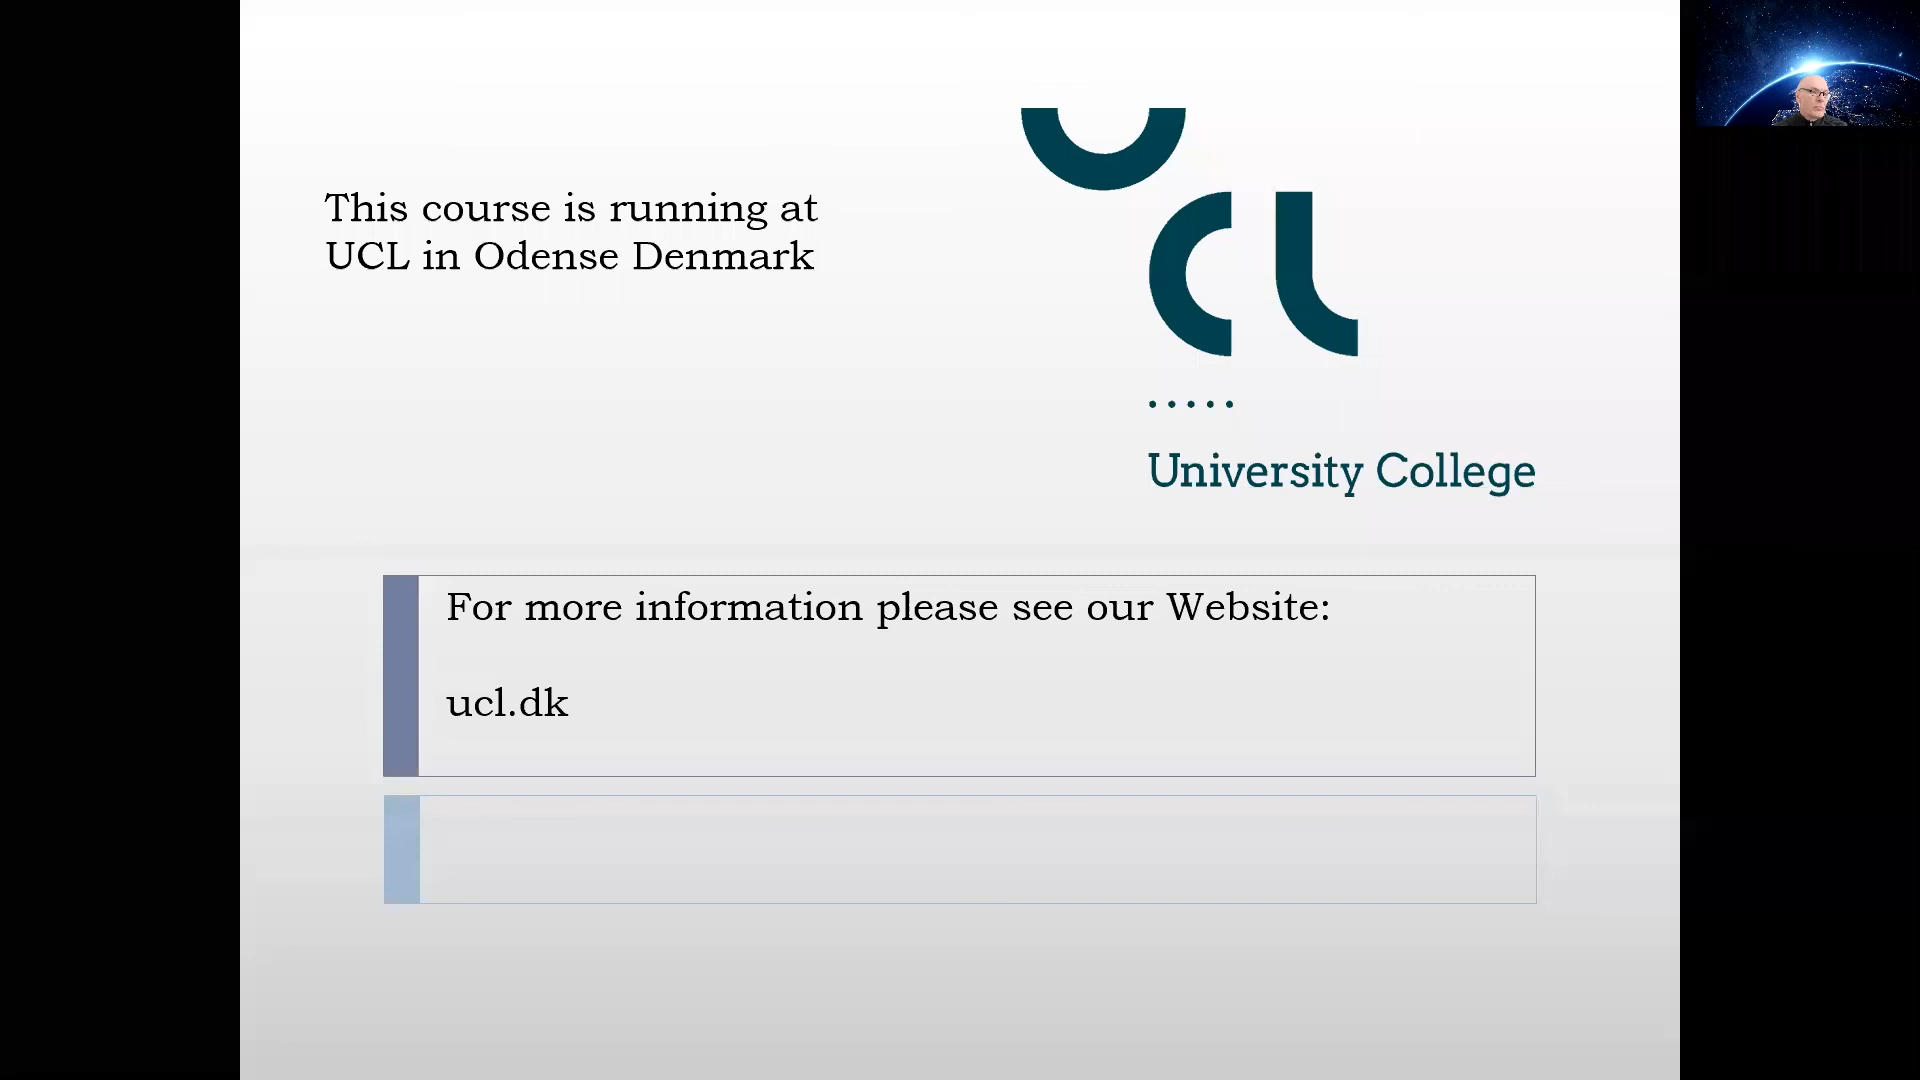 This course is running at
UCL in Odense Denmark
UCL
University College
For more information please see our Website:
ucl.dk